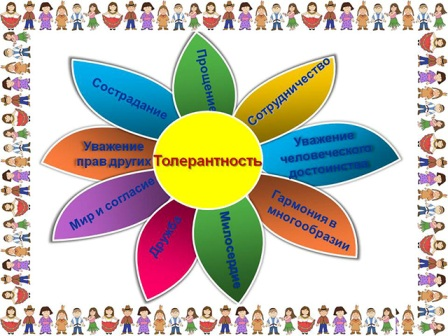 Толерантность
Прощение
Сотрудничество
Уважение
человеческого
достоинства
Гармония в
многообразии
Милосердие
Дружба
Мир и согласие
Уважение
прав других
Сострадание